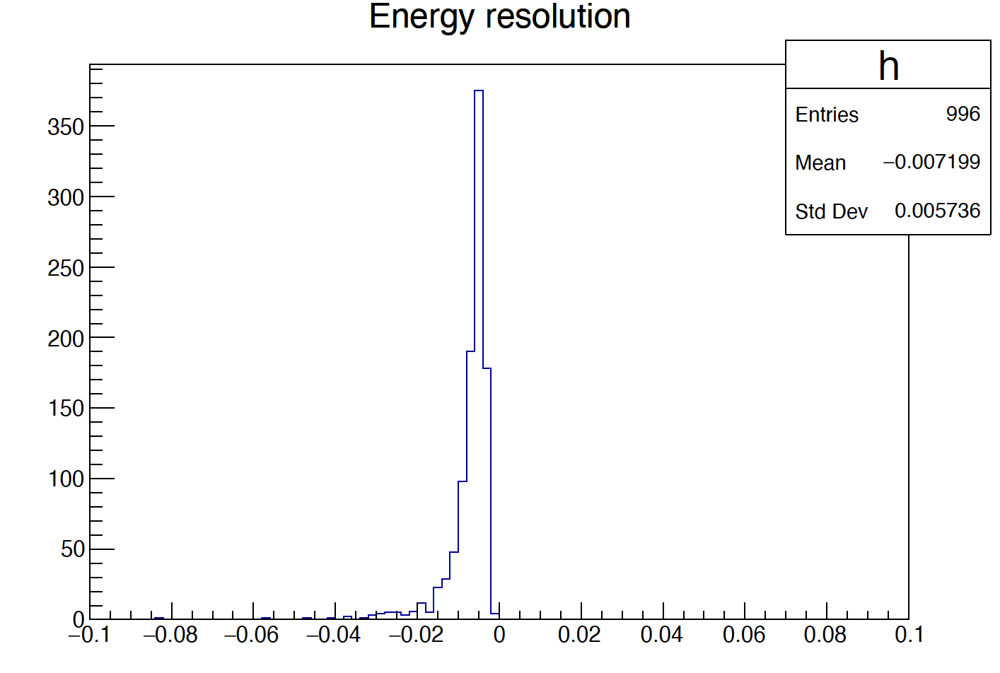 Energy resolution
h
Entries 996
Mean −0.007199
Std Dev 0.005736
350
300
250
200
150
100
50
0
−0.1 −0.08 −0.06 −0.04 −0.02 0 0.02 0.04 0.06 0.08 0.1